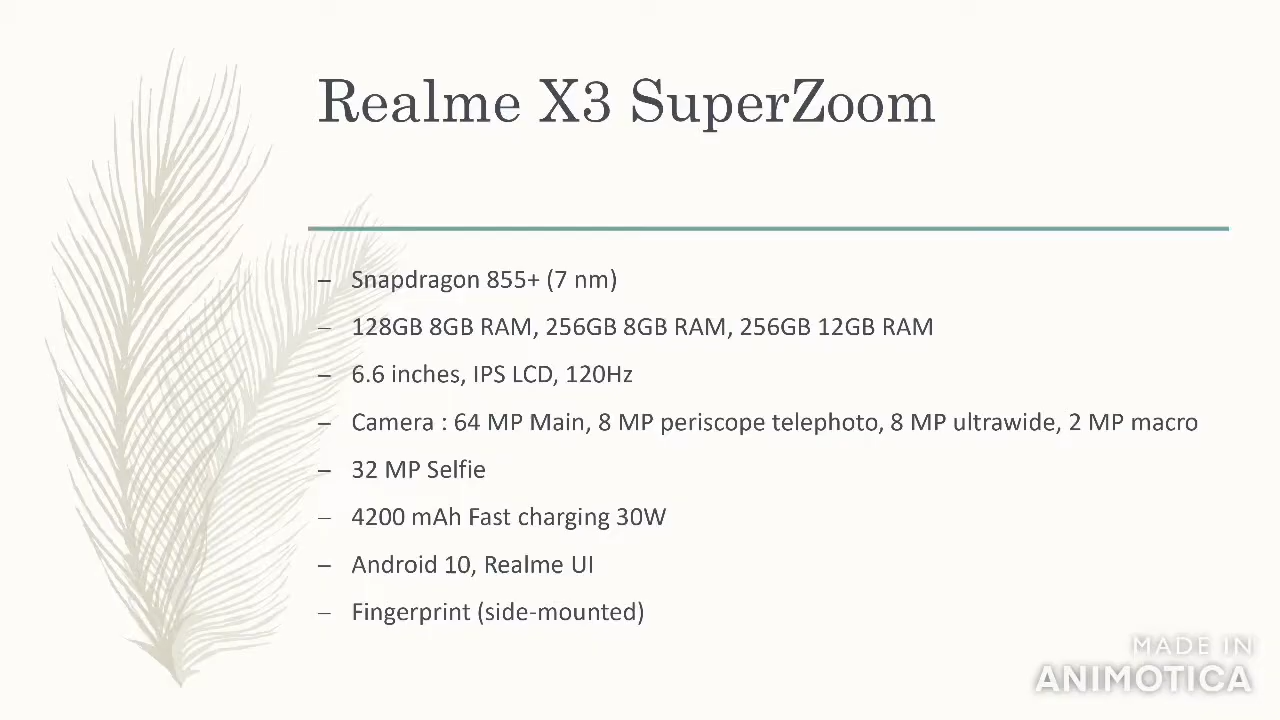 Realme X3 SuperZoom
– Snapdragon 855+ (7 nm)
– 128GB 8GB RAM, 256GB 8GB RAM, 256GB 12GB RAM
– 6.6 inches, IPS LCD, 120Hz
– Camera : 64 MP Main, 8 MP periscope telephoto, 8 MP ultrawide, 2 MP macro
– 32 MP Selfie
– 4200 mAh Fast charging 30W
– Android 10, Realme UI
– Fingerprint (side-mounted)
MADE IN
ANIMOTICA